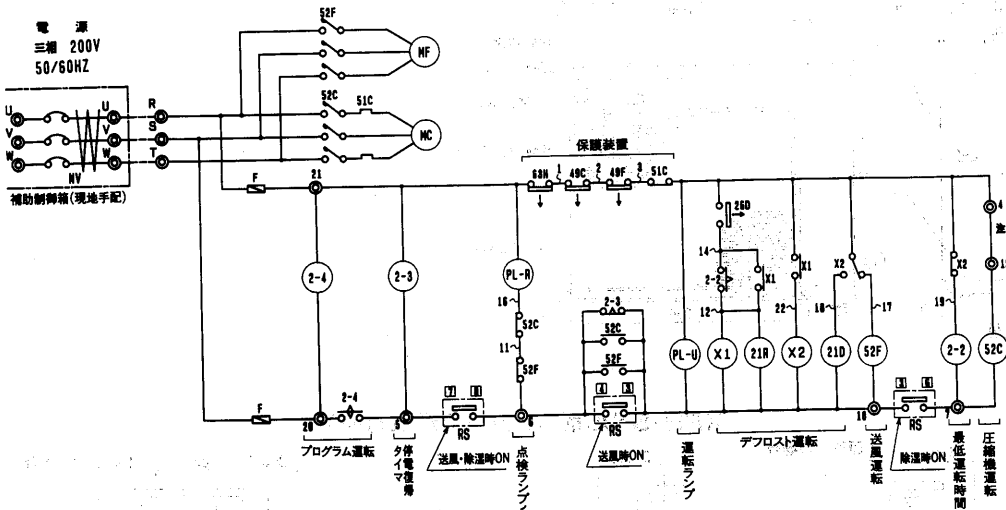 電源
三相 200V
50/60HZ
U
V
W
NV
U
V
W
R
S
T
補助制御箱(現地手配)
52F
MF
52C
51C
MC
F
21
保護装置
63H
1
49C
2
49F
3
51C
2-4
2-3
PL-R
16
52C
11
52F
2-3
52C
52F
PL-U
26D
14
2-2
X1
12
X1
21R
X1
22
X2
X2
18
17
21D
52F
X2
19
2-2
4
注
52C
F
20
2-4
5
7
8
RS
6
4
3
RS
10
5
6
RS
プログラム運転
停電復帰
タイマ
送風・除湿時ON
点検ランプ
送風時ON
運転ランプ
デフロスト運転
送風運転
除湿時ON
最低運転時間
圧縮機運転